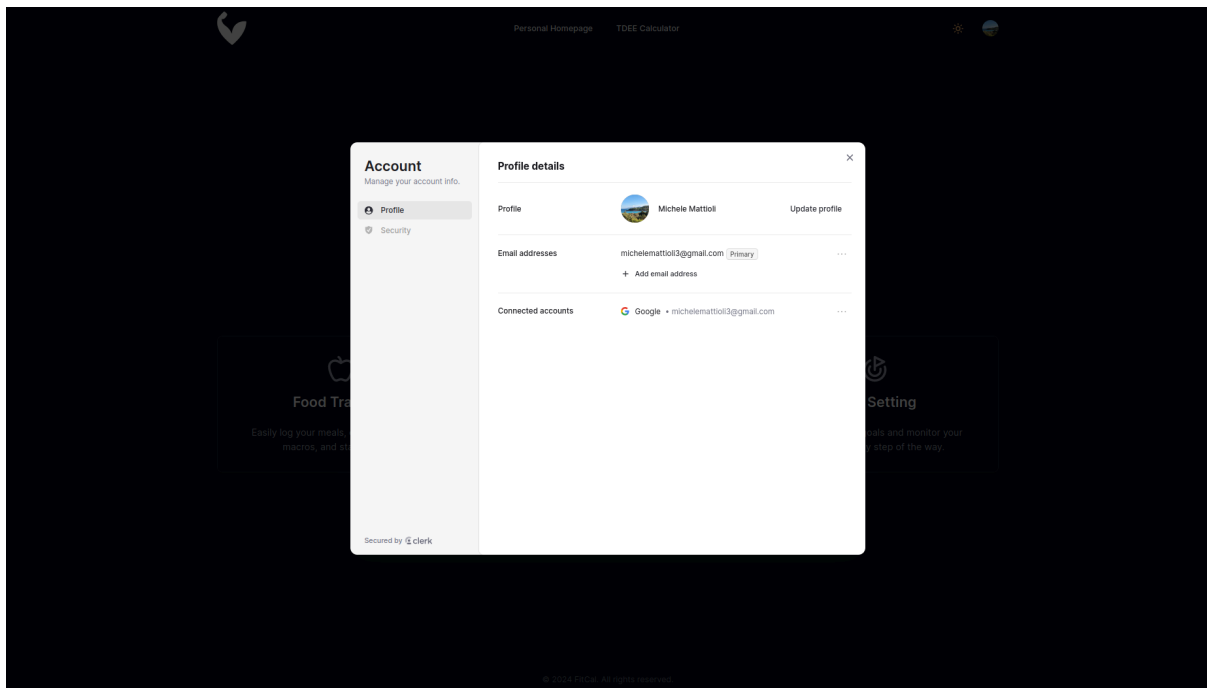 Personal Homepage TDEE Calculator
Account
Manage your account info.
Profile
Security
Secured by clerk
Profile details
Profile Michele Mattioli Update profile
Email addresses michelemattioli3@gmail.com Primary
+ Add email address
Connected accounts Google • michelemattioli3@gmail.com
Food Tra
Easily log your meals,
macros, and st
Setting
oals and monitor your
y step of the way.
© 2024 FitCal. All rights reserved.